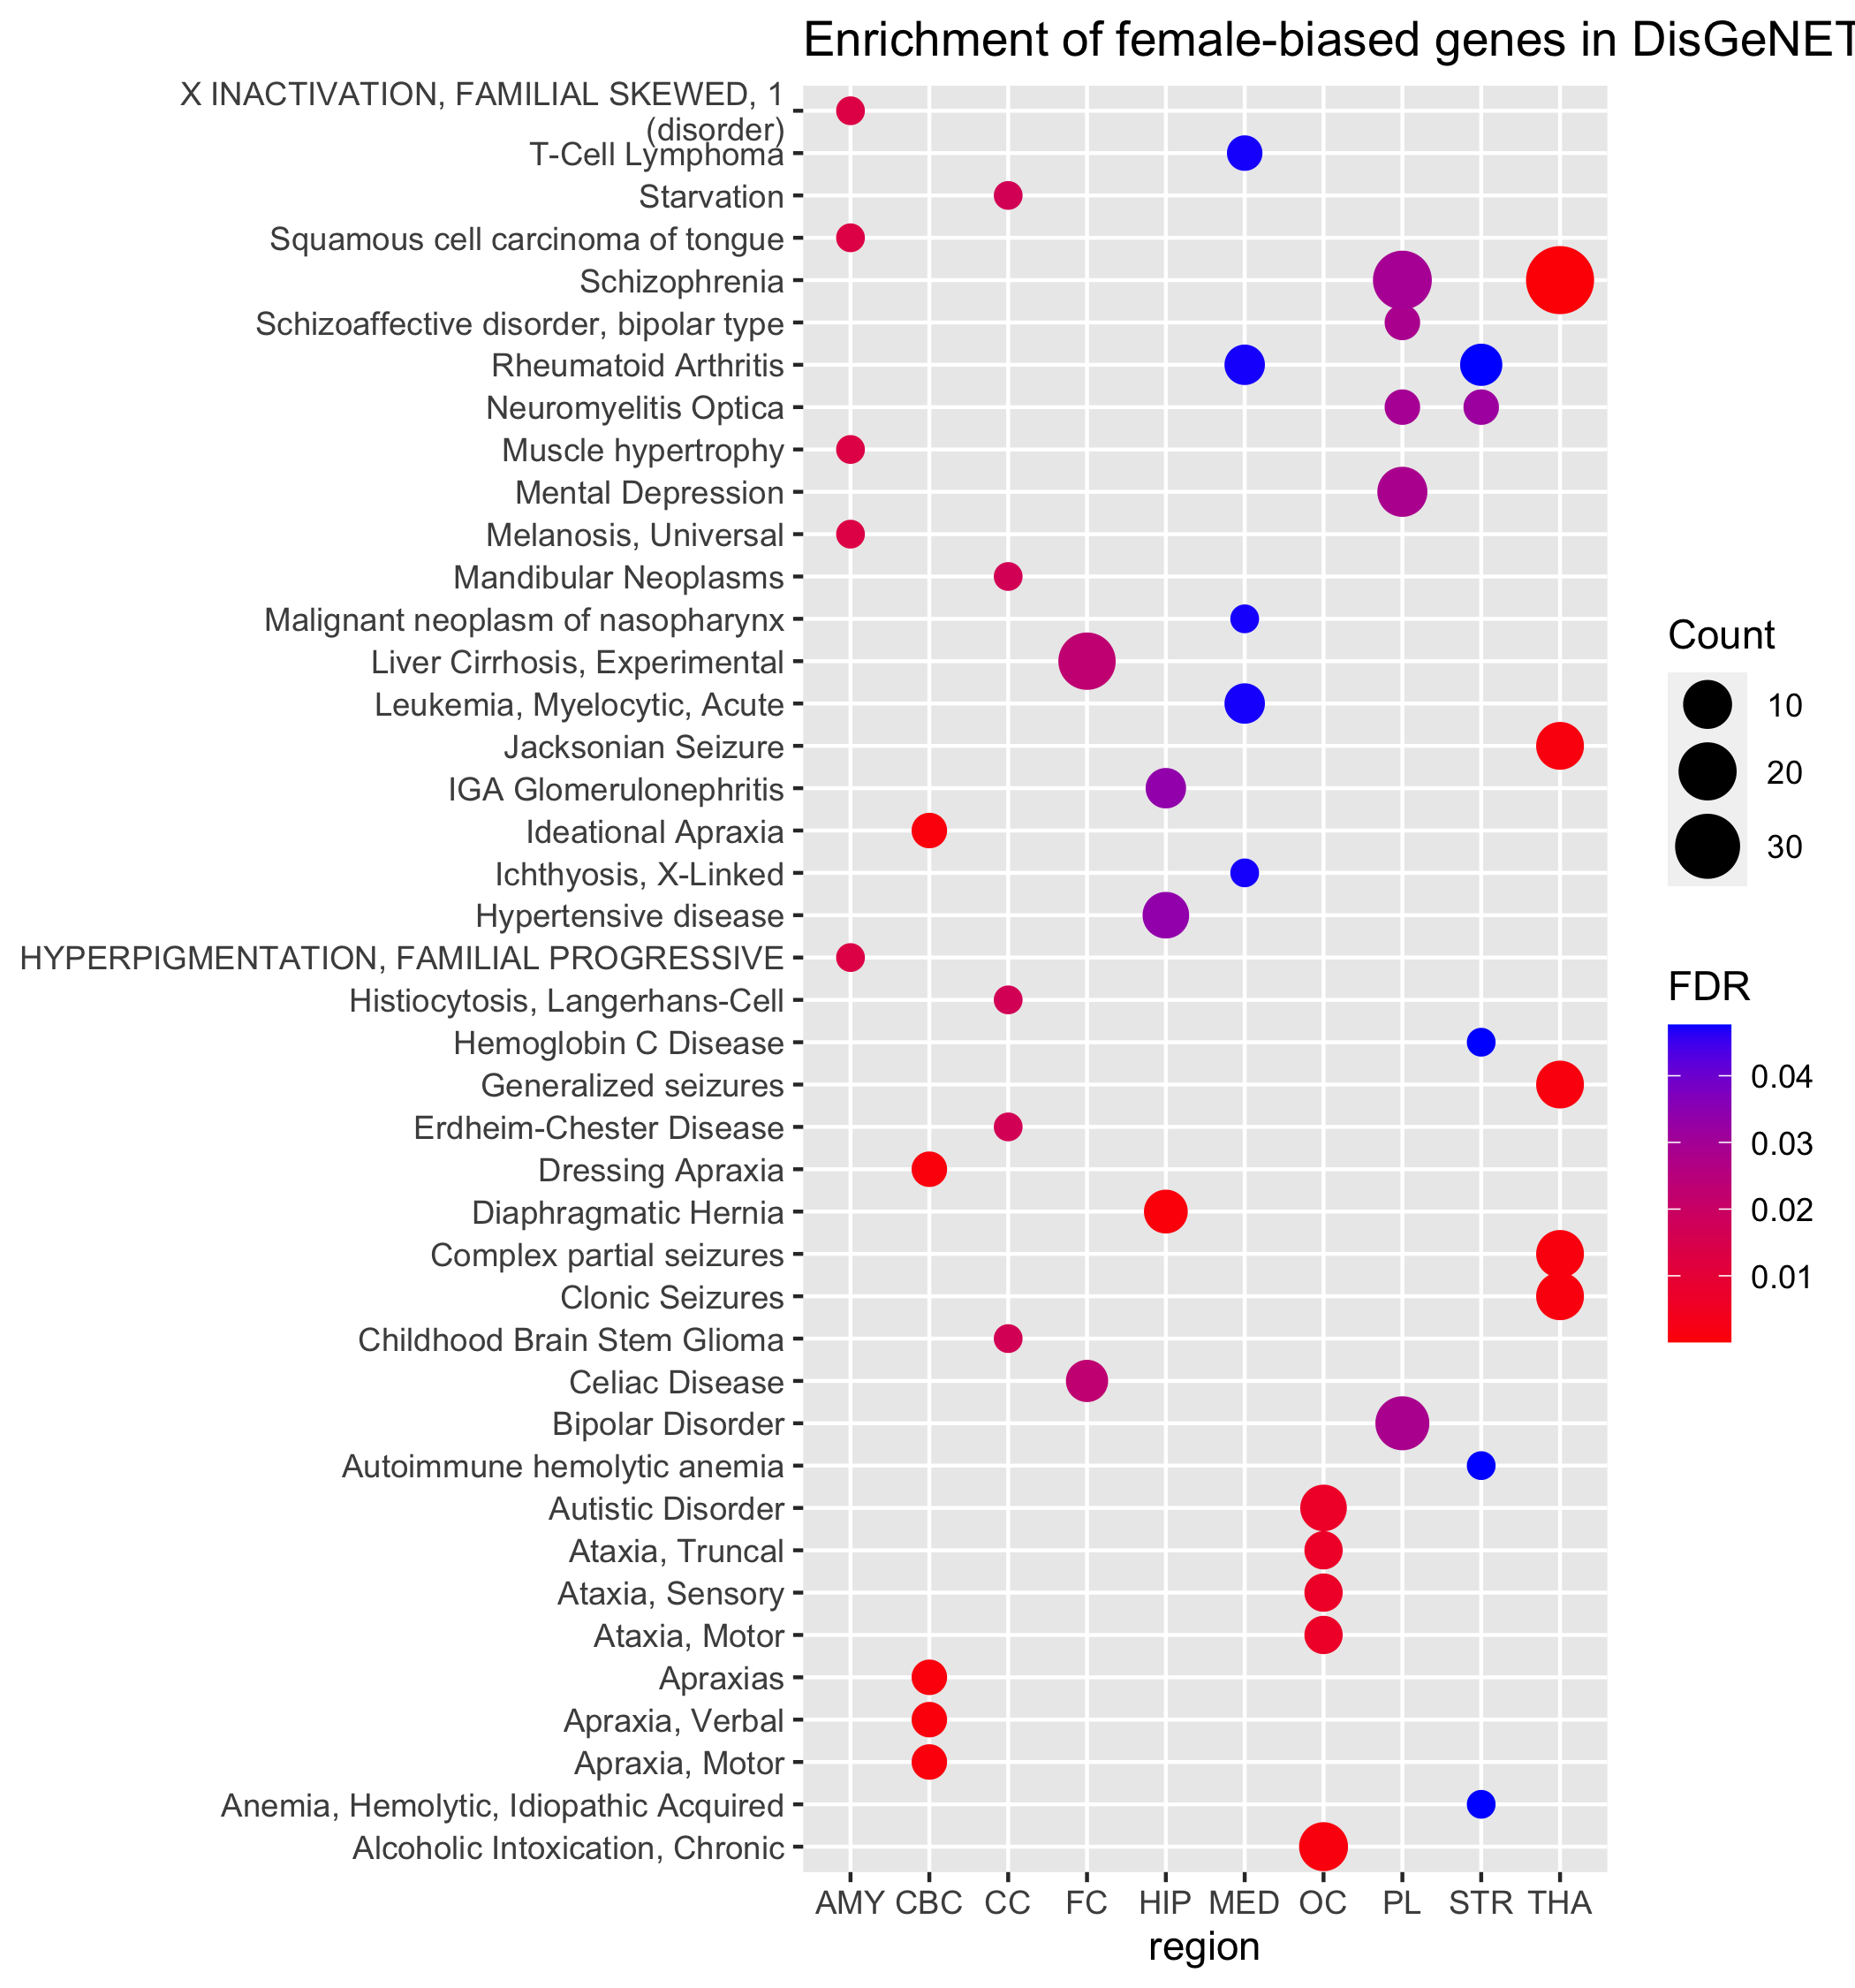 Enrichment of female-biased genes in DisGeNET
X INACTIVATION, FAMILIAL SKEWED, 1
(disorder)
T-Cell Lymphoma
Starvation
Squamous cell carcinoma of tongue
Schizophrenia
Schizoaffective disorder, bipolar type
Rheumatoid Arthritis
Neuromyelitis Optica
Muscle hypertrophy
Mental Depression
Melanosis, Universal
Mandibular Neoplasms
Malignant neoplasm of nasopharynx
Liver Cirrhosis, Experimental
Leukemia, Myelocytic, Acute
Jacksonian Seizure
IGA Glomerulonephritis
Ideational Apraxia
Ichthyosis, X-Linked
Hypertensive disease
HYPERPIGMENTATION, FAMILIAL PROGRESSIVE
Histiocytosis, Langerhans-Cell
Hemoglobin C Disease
Generalized seizures
Erdheim-Chester Disease
Dressing Apraxia
Diaphragmatic Hernia
Complex partial seizures
Clonic Seizures
Childhood Brain Stem Glioma
Celiac Disease
Bipolar Disorder
Autoimmune hemolytic anemia
Autistic Disorder
Ataxia, Truncal
Ataxia, Sensory
Ataxia, Motor
Apraxias
Apraxia, Verbal
Apraxia, Motor
Anemia, Hemolytic, Idiopathic Acquired
Alcoholic Intoxication, Chronic
AMY CBC CC FC HIP MED OC PL STR THA
region
Count
10
20
30
FDR
0.04
0.03
0.02
0.01